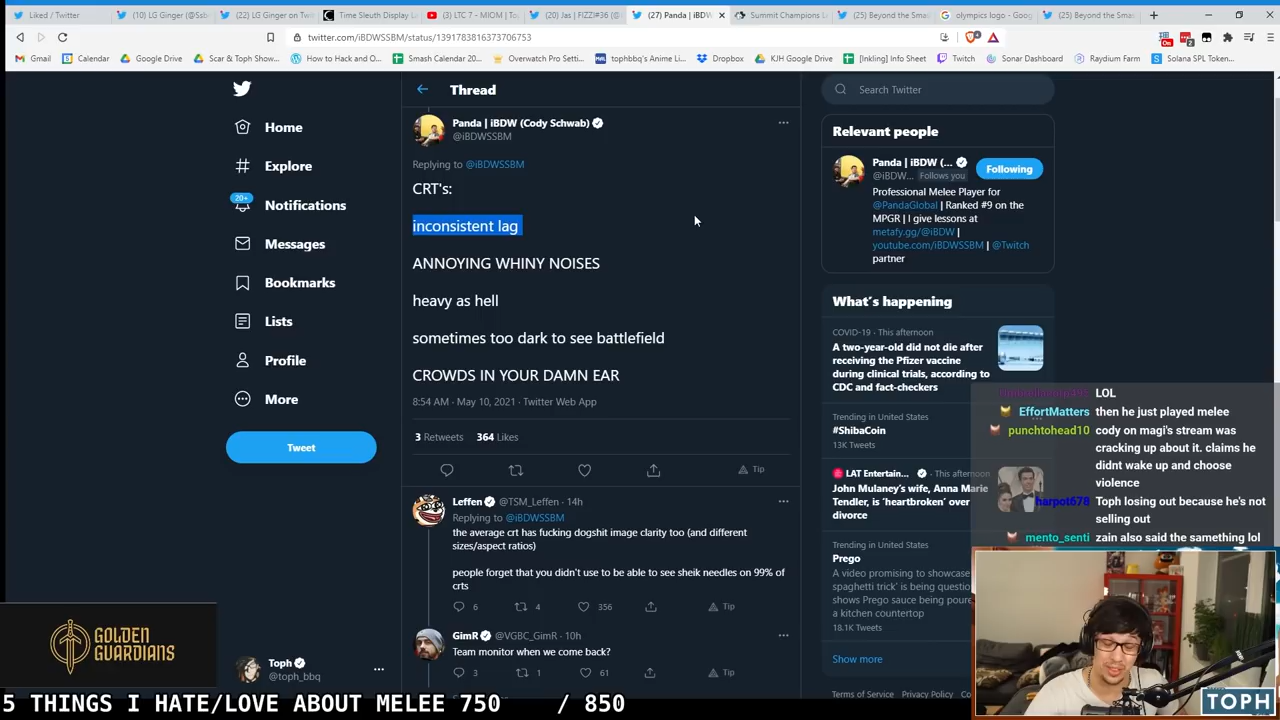 Liked / Twitter
(10) LG Ginger (@Ssb
(22) LG Ginger on Twi
Time Sleuth Display La
(3) LTC 7 - MIOM | To
(20) Jas | FIZZI#36 (@
(27) Panda | iBDW
Summit Champions L
(25) Beyond the Smas
olympics logo - Goog
(25) Beyond the Smas
twitter.com/iBDWSSBM/status/1391783816373706753
Gmail
Calendar
Google Drive
Scar & Toph Show...
How to Hack and O...
Smash Calendar 20...
Overwatch Pro Setti...
tophbbq's Anime Li...
Dropbox
KJH Google Drive
[Inkling] Info Sheet
Twitch
Sonar Dashboard
Raydium Farm
Solana SPL Token...
Home
Explore
20+
Notifications
Messages
Bookmarks
Lists
Profile
More
Tweet
Toph
@toph_bbq
Thread
Panda | iBDW (Cody Schwab)
@iBDWSSBM
Replying to @iBDWSSBM
CRT's:
inconsistent lag
ANNOYING WHINY NOISES
heavy as hell
sometimes too dark to see battlefield
CROWDS IN YOUR DAMN EAR
8:54 AM · May 10, 2021 · Twitter Web App
3 Retweets 364 Likes
Tip
Leffen @TSM_Leffen · 14h
Replying to @iBDWSSBM
the average crt has fucking dogshit image clarity too (and different
sizes/aspect ratios)
people forget that you didn't use to be able to see sheik needles on 99% of
crts
6 4 356 Tip
GimR @VGBC_GimR · 10h
Team monitor when we come back?
3 1 61 Tip
Search Twitter
Relevant people
Panda | iBDW (...
@iBDW... Follows you
Following
Professional Melee Player for
@PandaGlobal | Ranked #9 on the
MPGR | I give lessons at
metafy.gg/@iBDW |
youtube.com/iBDWSSBM | @Twitch
partner
What's happening
COVID-19 · This afternoon
A two-year-old did not die after
receiving the Pfizer vaccine
during clinical trials, according to
CDC and fact-checkers
Trending in United States
#ShibaCoin
13K Tweets
LAT Entertain... · This afternoon
John Mulaney's wife, Anna Marie
Tendler, is 'heartbroken' over
divorce
Trending in United States
Prego
A video promising to showcase
spaghetti trick' is being
shows Prego sauce being
a kitchen countertop
18.1K Tweets
Show more
Terms of Service Privacy Policy
LOL
EffortMatters then he just played melee
punchtohead10 cody on magi's stream was
cracking up about it. claims he
didnt wake up and choose
violence
harpot678 Toph losing out because he's not
selling out
mento_senti zain also said the samething lol
GOLDEN
GUARDIANS
5 THINGS I HATE/LOVE ABOUT MELEE 750 / 850
TOPH